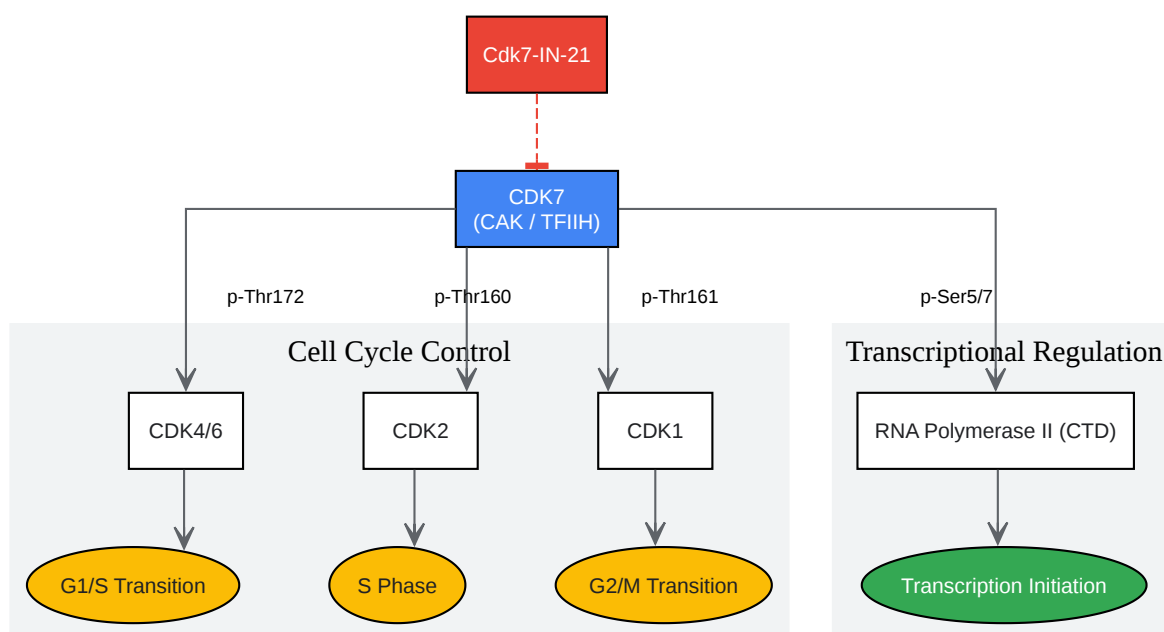 Cdk7-IN-21
CDK7
(CAK / TFIIH)
p-Thr172
p-Thr160
p-Thr161
p-Ser5/7
Cell Cycle Control
Transcriptional Regulation
CDK4/6
CDK2
CDK1
RNA Polymerase II (CTD)
G1/S Transition
S Phase
G2/M Transition
Transcription Initiation